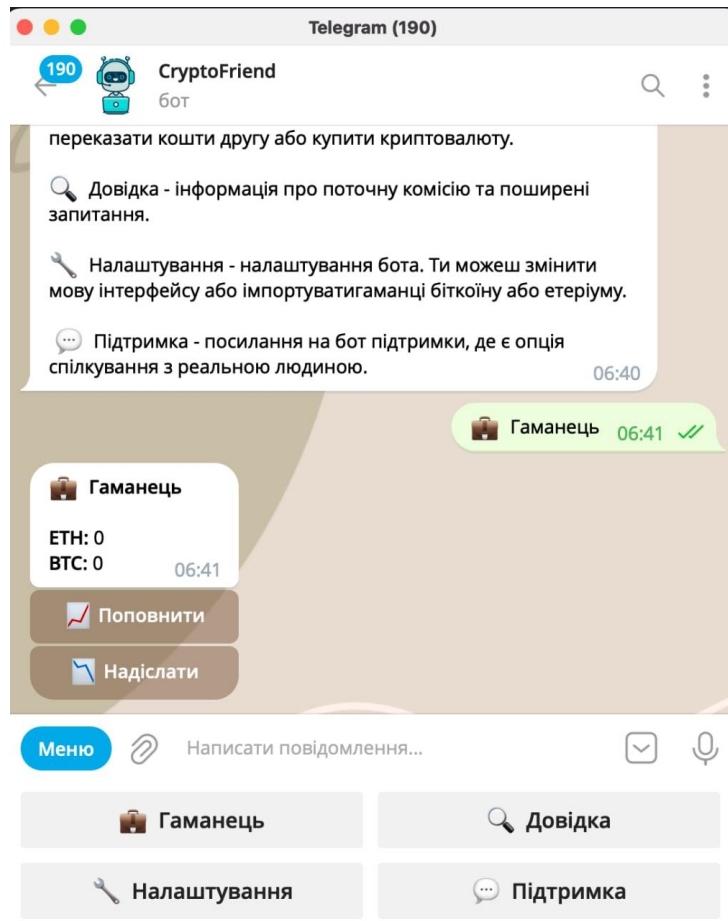 Telegram (190)
190
CryptoFriend
бот
переказати кошти другу або купити криптовалюту.
Довідка - інформація про поточну комісію та поширені
запитання.
Налаштування - налаштування бота. Ти можеш змінити
мову інтерфейсу або імпортуватигаманці біткоїну або етеріуму.
Підтримка - посилання на бот підтримки, де є опція
спілкування з реальною людиною.
06:40
Гаманець 06:41
Гаманець
ETH: 0
BTC: 0
06:41
Поповнити
Надіслати
Меню
Написати повідомлення...
Гаманець
Довідка
Налаштування
Підтримка